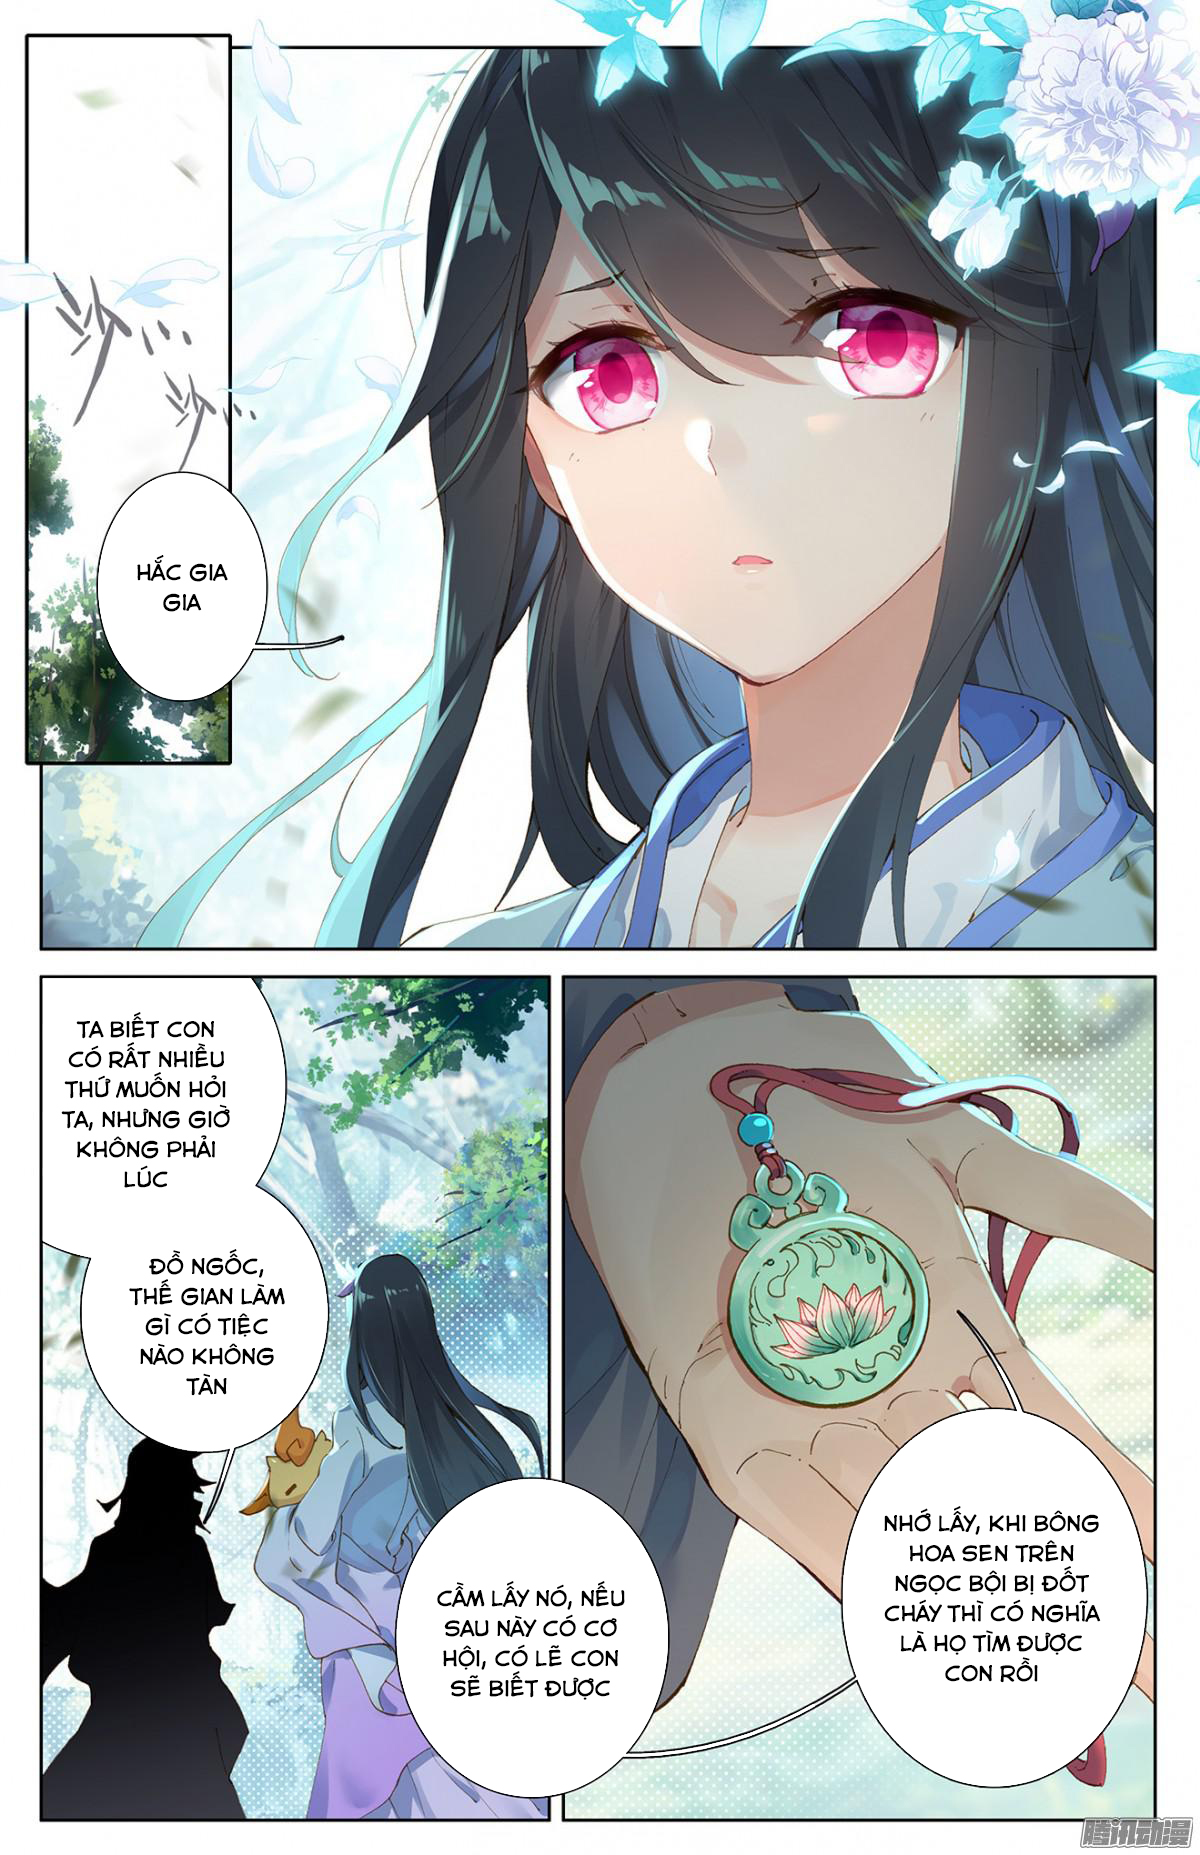 沙...
沙...
HẮC GIA
GIA
TA BIẾT CON
CÓ RẤT NHIỀU
THỨ MUỐN HỎI
TA, NHƯNG GIỜ
KHÔNG PHẢI
LÚC
ĐỒ NGỐC,
THẾ GIAN LÀM
GÌ CÓ TIỆC
NÀO KHÔNG
TÀN
CẦM LẤY NÓ, NẾU
SAU NÀY CÓ CƠ
HỘI, CÓ LẼ CON
SẼ BIẾT ĐƯỢC
NHỚ LẤY, KHI BÔNG
HOA SEN TRÊN
NGỌC BỘI BỊ ĐỐT
CHÁY THÌ CÓ NGHĨA
LÀ HỌ TÌM ĐƯỢC
CON RỒI
腾讯动漫